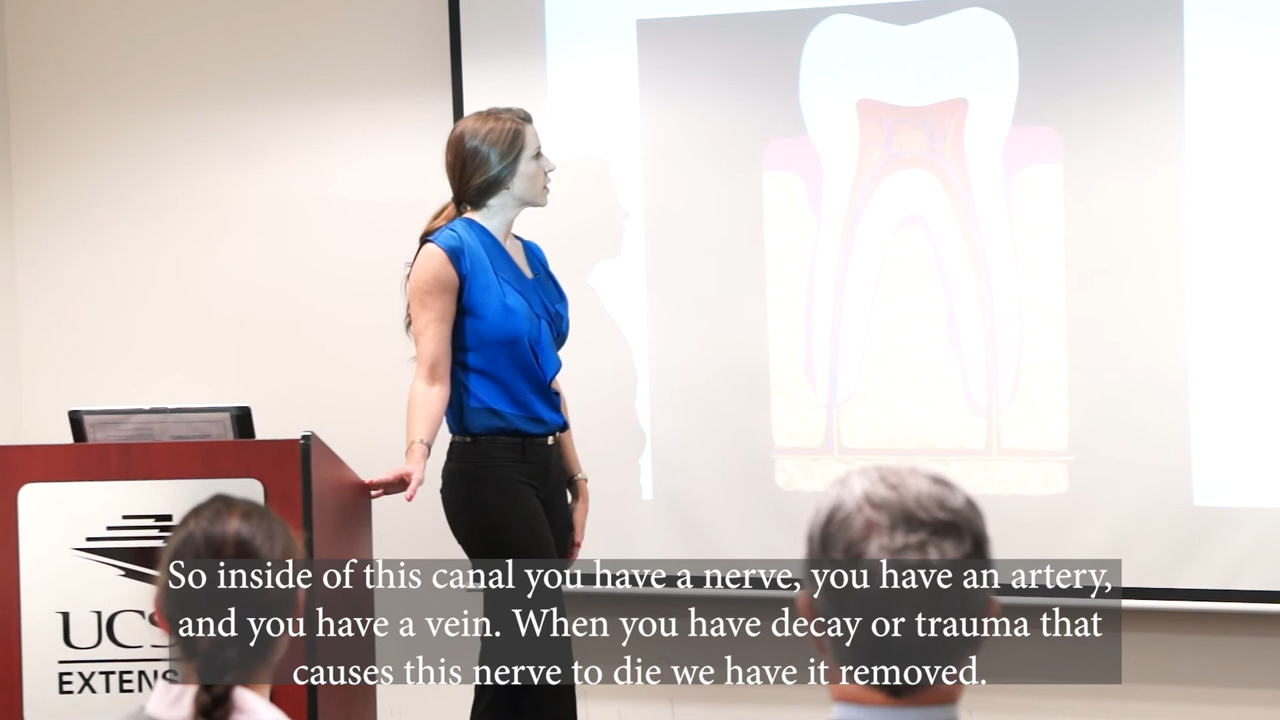 So inside of this canal you have a nerve, you have an artery,
and you have a vein. When you have decay or trauma that
causes this nerve to die we have it removed.
UCS
EXTENS